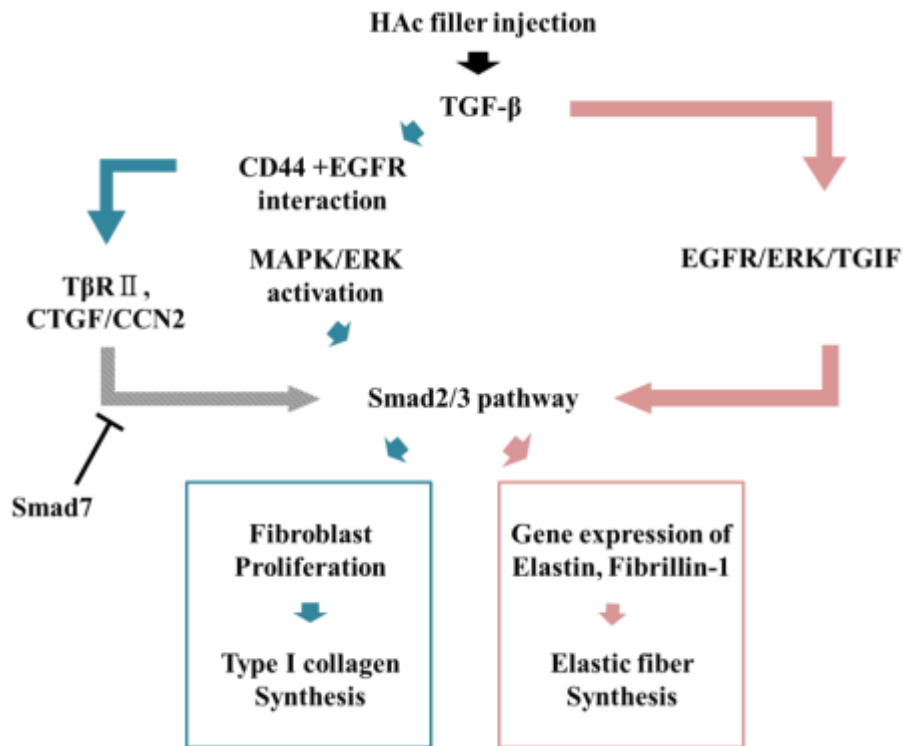 HAc filler injection
TGF-β
CD44 +EGFR
interaction
MAPK/ERK
activation
EGFR/ERK/TGIF
TβRⅡ,
CTGF/CCN2
Smad2/3 pathway
Smad7
Fibroblast
Proliferation
Type I collagen
Synthesis
Gene expression of
Elastin, Fibrillin-1
Elastic fiber
Synthesis